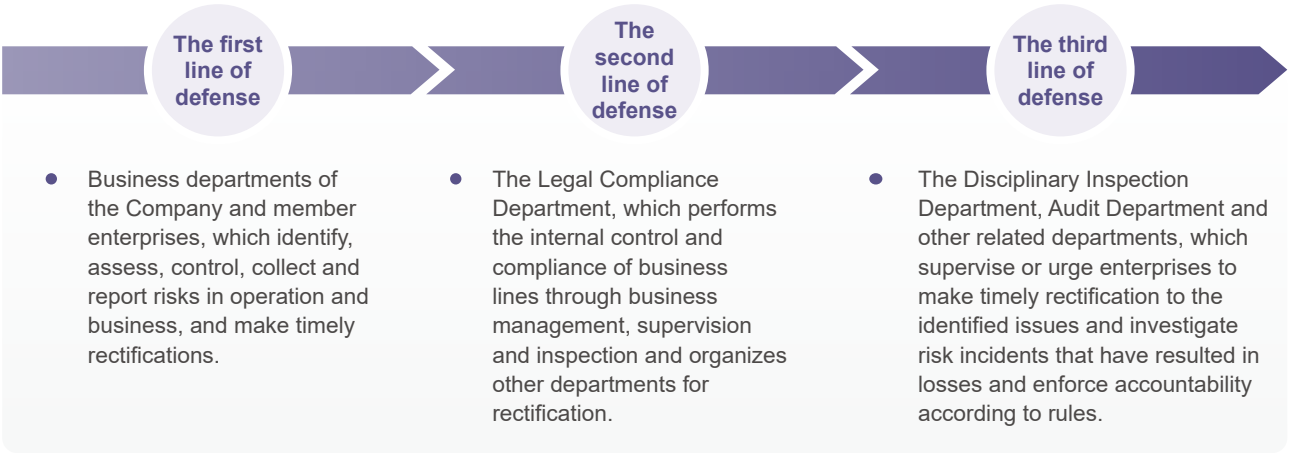 The first
line of
defense
The
second
line of
defense
The third
line of
defense
Business departments of
the Company and member
enterprises, which identify,
assess, control, collect and
report risks in operation and
business, and make timely
rectifications.
The Legal Compliance
Department, which performs
the internal control and
compliance of business
lines through business
management, supervision
and inspection and organizes
other departments for
rectification.
The Disciplinary Inspection
Department, Audit Department and
other related departments, which
supervise or urge enterprises to
make timely rectification to the
identified issues and investigate
risk incidents that have resulted in
losses and enforce accountability
according to rules.